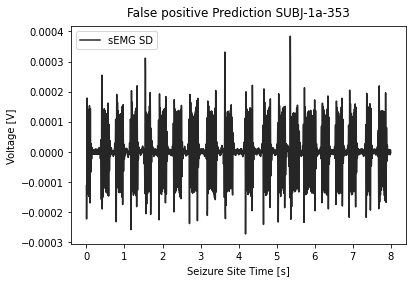 False positive Prediction SUBJ-1a-353
sEMG SD
0.0004
0.0003
0.0002
0.0001
0.0000
−0.0001
−0.0002
−0.0003
Voltage [V]
0 1 2 3 4 5 6 7 8
Seizure Site Time [s]